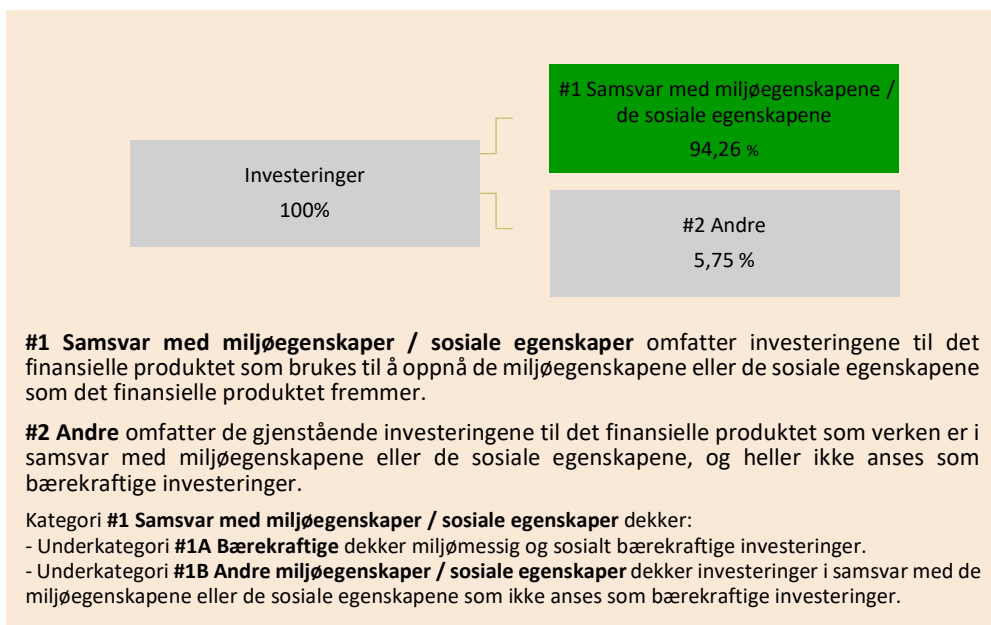 #1 Samsvar med miljøegenskapene /
de sosiale egenskapene
94,26 %
Investeringer
100%
#2 Andre
5,75 %
#1 Samsvar med miljøegenskaper / sosiale egenskaper omfatter investeringene til det
finansielle produktet som brukes til å oppnå de miljøegenskapene eller de sosiale egenskapene
som det finansielle produktet fremmer.
#2 Andre omfatter de gjenstående investeringene til det finansielle produktet som verken er i
samsvar med miljøegenskapene eller de sosiale egenskapene, og heller ikke anses som
bærekraftige investeringer.
Kategori #1 Samsvar med miljøegenskaper / sosiale egenskaper dekker:
- Underkategori #1A Bærekraftige dekker miljømessig og sosialt bærekraftige investeringer.
- Underkategori #1B Andre miljøegenskaper / sosiale egenskaper dekker investeringer i samsvar med de
miljøegenskapene eller de sosiale egenskapene som ikke anses som bærekraftige investeringer.